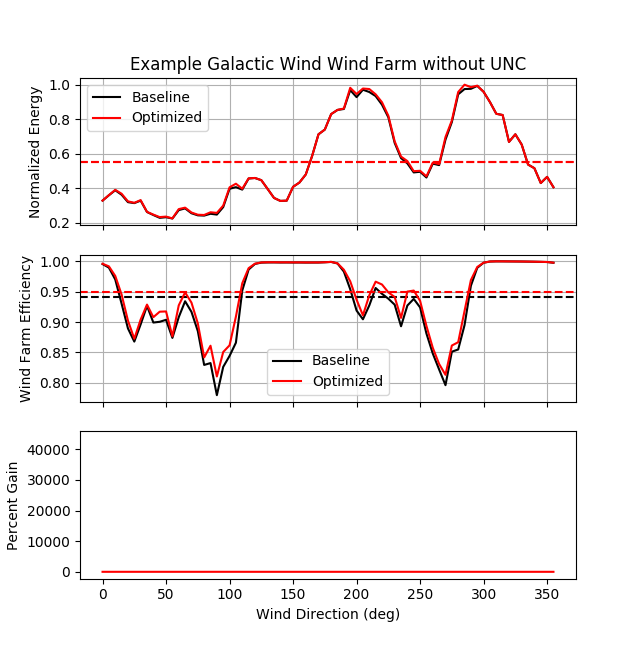 Example Galactic Wind Wind Farm without UNC
Normalized Energy
1.0
0.8
0.6
0.4
0.2
Baseline
Optimized
Wind Farm Efficiency
1.00
0.95
0.90
0.85
0.80
Baseline
Optimized
Percent Gain
40000
30000
20000
10000
0
0 50 100 150 200 250 300 350
Wind Direction (deg)